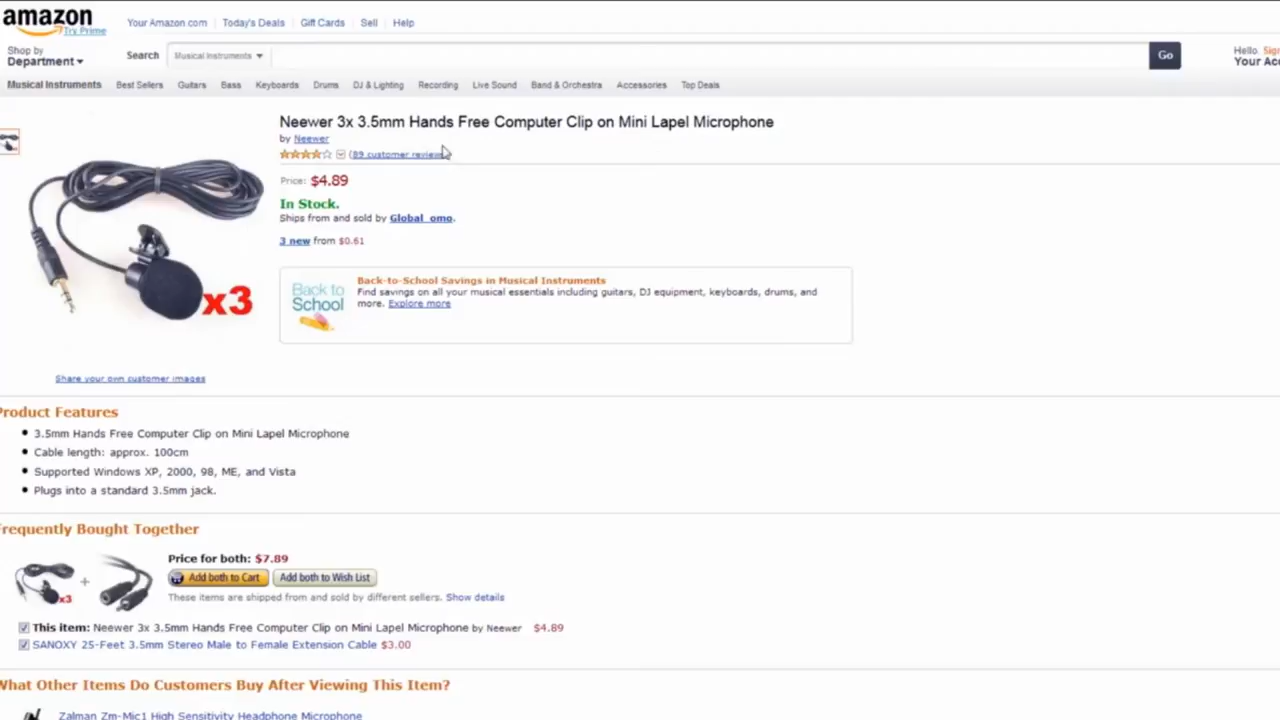 amazon
Try Prime
Your Amazon.com Today's Deals Gift Cards Sell Help
Shop by
Department
Search Musical Instruments Go
Hello.
Musical Instruments Best Sellers Guitars Bass Keyboards Drums DJ & Lighting Recording Live Sound Band & Orchestra Accessories Top Deals
Neewer 3x 3.5mm Hands Free Computer Clip on Mini Lapel Microphone
by Neewer
(89 customer reviews
Price: $4.89
In Stock.
Ships from and sold by Global_omo.
3 new from $0.61
x3
Back-to-School Savings in Musical Instruments
Back to School
Find savings on all your musical essentials including guitars, DJ equipment, keyboards, drums, and
more. Explore more
Share your own customer images
Product Features
3.5mm Hands Free Computer Clip on Mini Lapel Microphone
Cable length: approx. 100cm
Supported Windows XP, 2000, 98, ME, and Vista
Plugs into a standard 3.5mm jack.
Frequently Bought Together
Price for both: $7.89
x3 + Add both to Cart Add both to Wish List
These items are shipped from and sold by different sellers. Show details
This item: Neewer 3x 3.5mm Hands Free Computer Clip on Mini Lapel Microphone by Neewer $4.89
SANOXY 25-Feet 3.5mm Stereo Male to Female Extension Cable $3.00
What Other Items Do Customers Buy After Viewing This Item?
Zalman Zm-Mic1 High Sensitivity Headphone Microphone